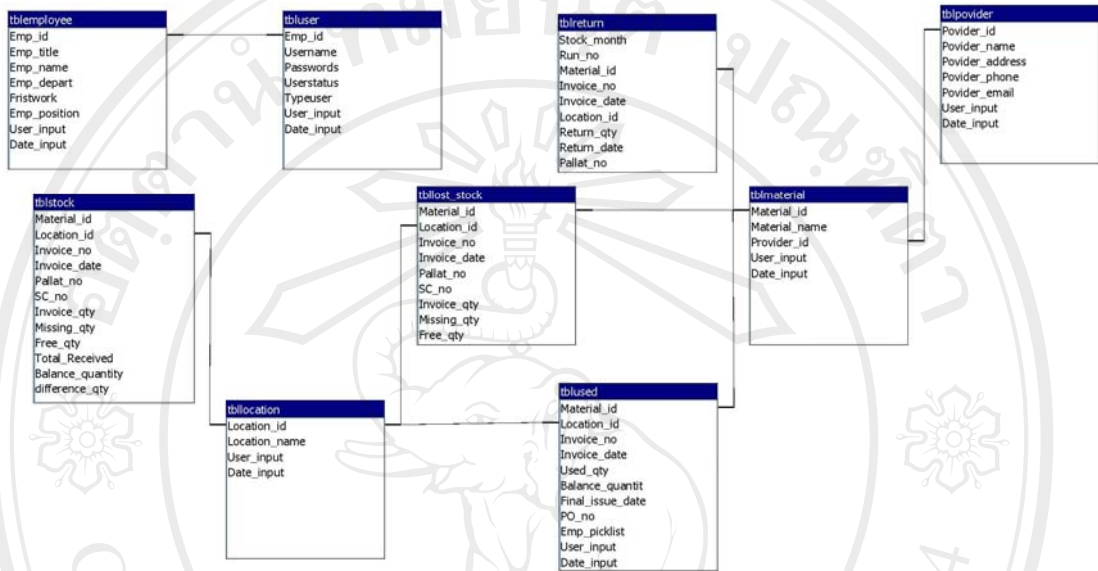 tblemployee
Emp_id
Emp_title
Emp_name
Emp_depart
Fristwork
Emp_position
User_input
Date_input
tbluser
Emp_id
Username
Passwords
Userstatus
Typeuser
User_input
Date_input
tblreturn
Stock_month
Run_no
Material_id
Invoice_no
Invoice_date
Location_id
Return_qty
Return_date
Pallat_no
tblpovider
Povider_id
Povider_name
Povider_address
Povider_phone
Povider_email
User_input
Date_input
tblstock
Material_id
Location_id
Invoice_no
Invoice_date
Pallat_no
SC_no
Invoice_qty
Missing_qty
Free_qty
Total_Received
Balance_quantity
difference_qty
tbllost_stock
Material_id
Location_id
Invoice_no
Invoice_date
Pallat_no
SC_no
Invoice_qty
Missing_qty
Free_qty
tblmaterial
Material_id
Material_name
Provider_id
User_input
Date_input
tbllocation
Location_id
Location_name
User_input
Date_input
tblused
Material_id
Location_id
Invoice_no
Invoice_date
Used_qty
Balance_quantit
Final_issue_date
PO_no
Emp_picklist
User_input
Date_input